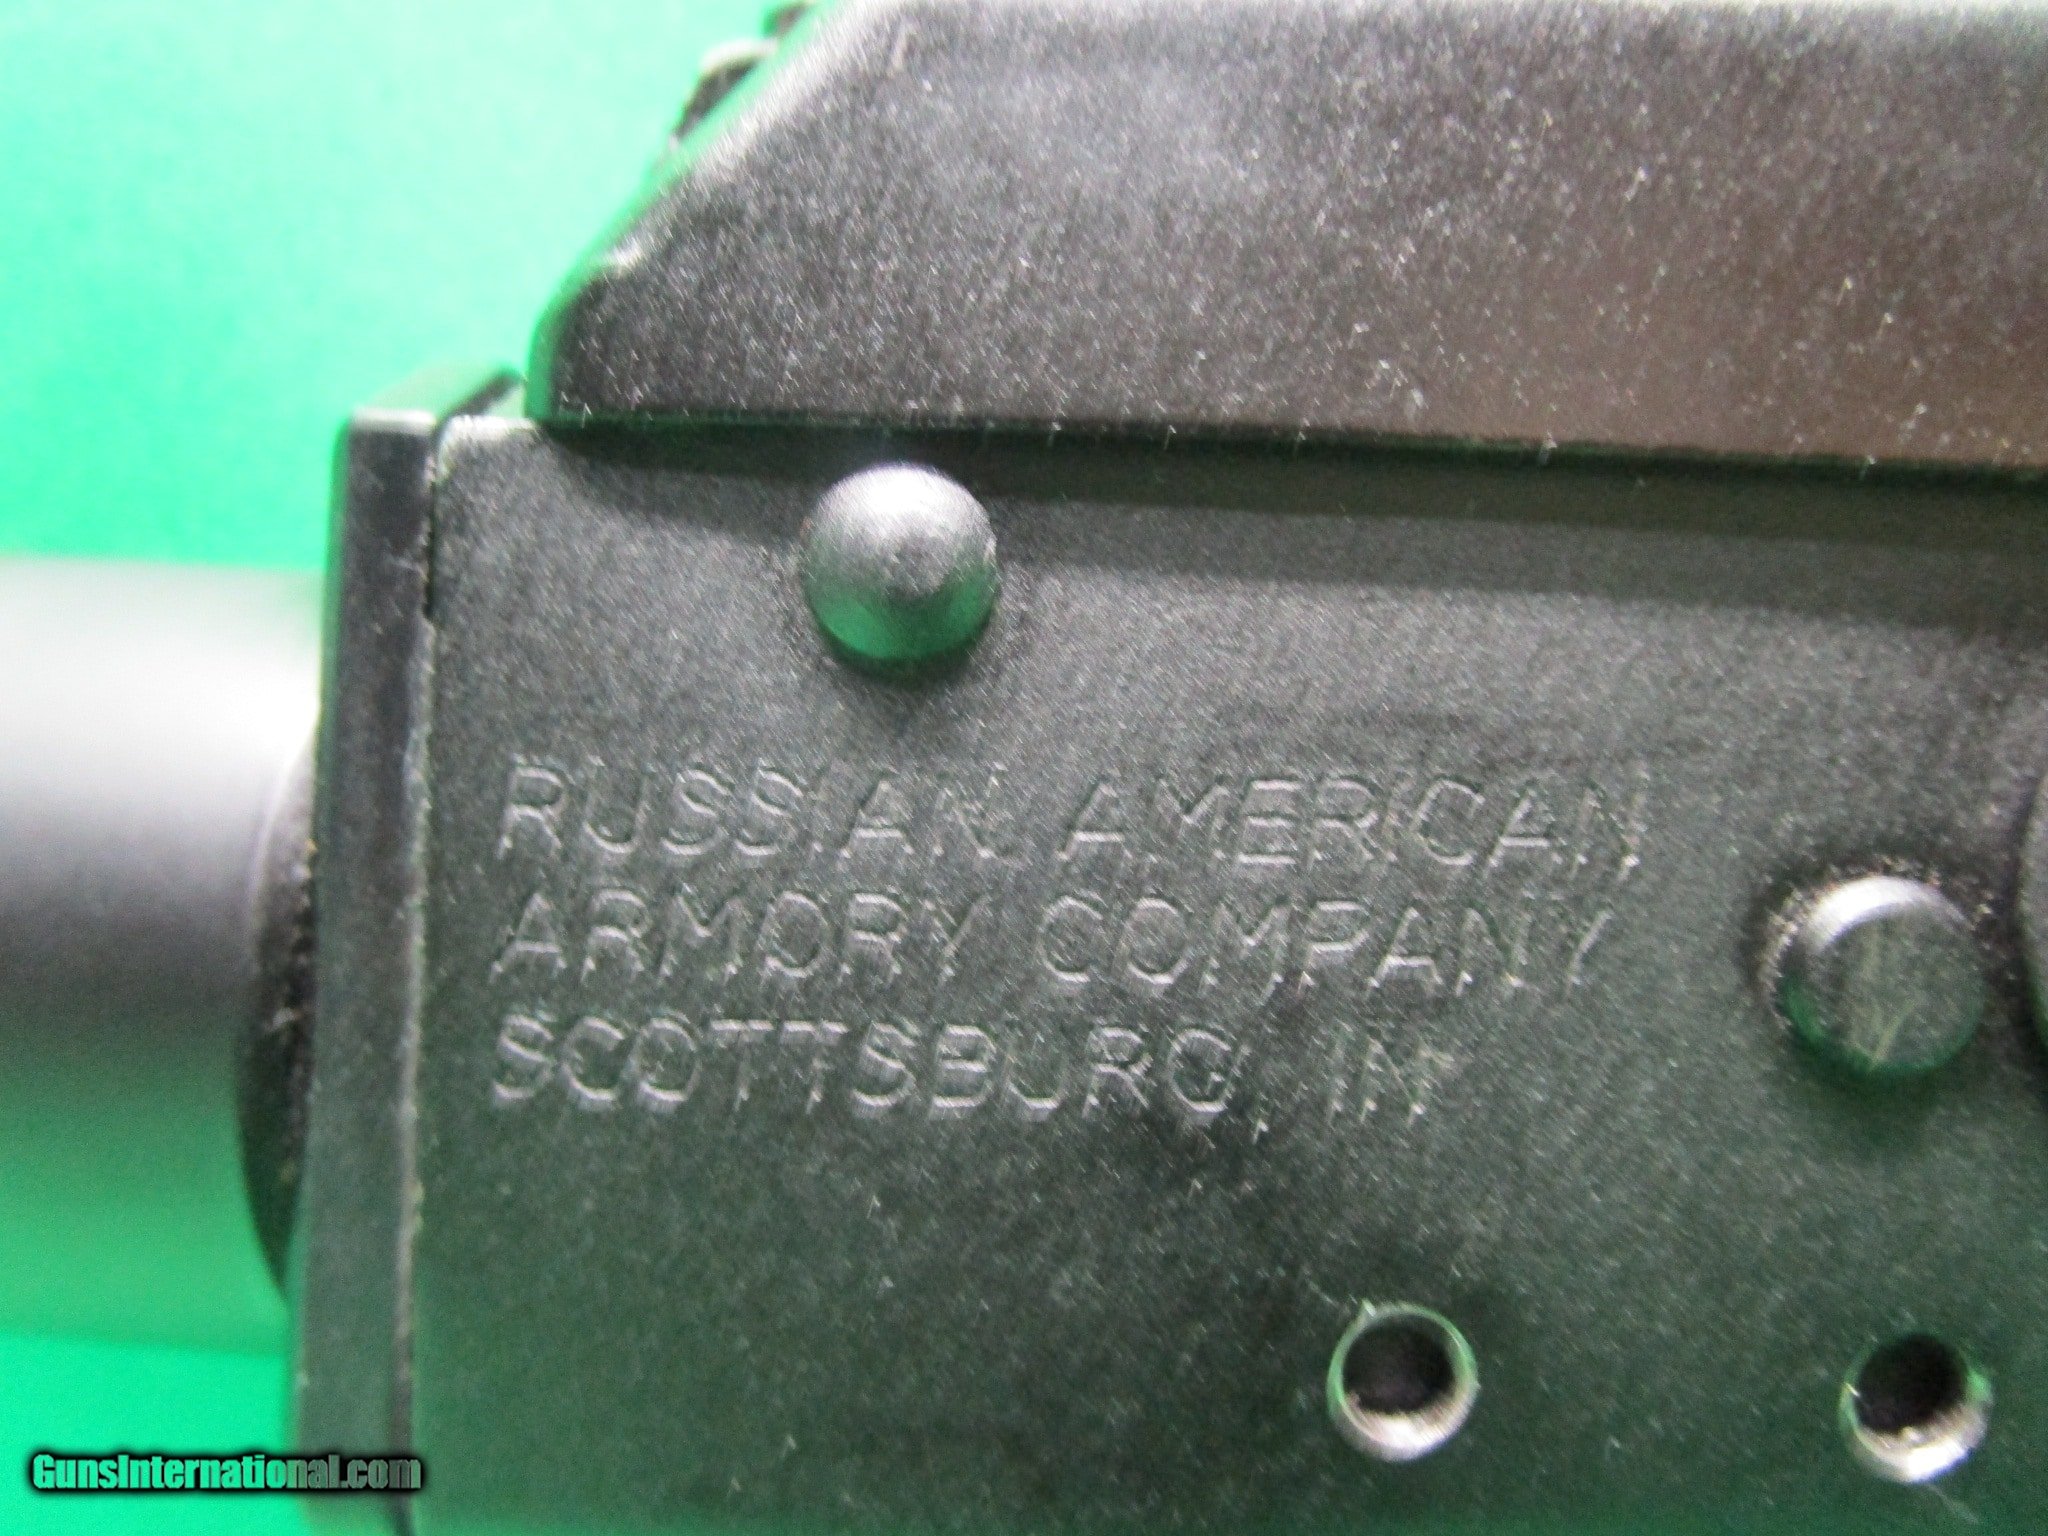 RUSSIAN AMERICAN
ARMORY COMPANY
SCOTTSBURG, IN
GunsInternational.com